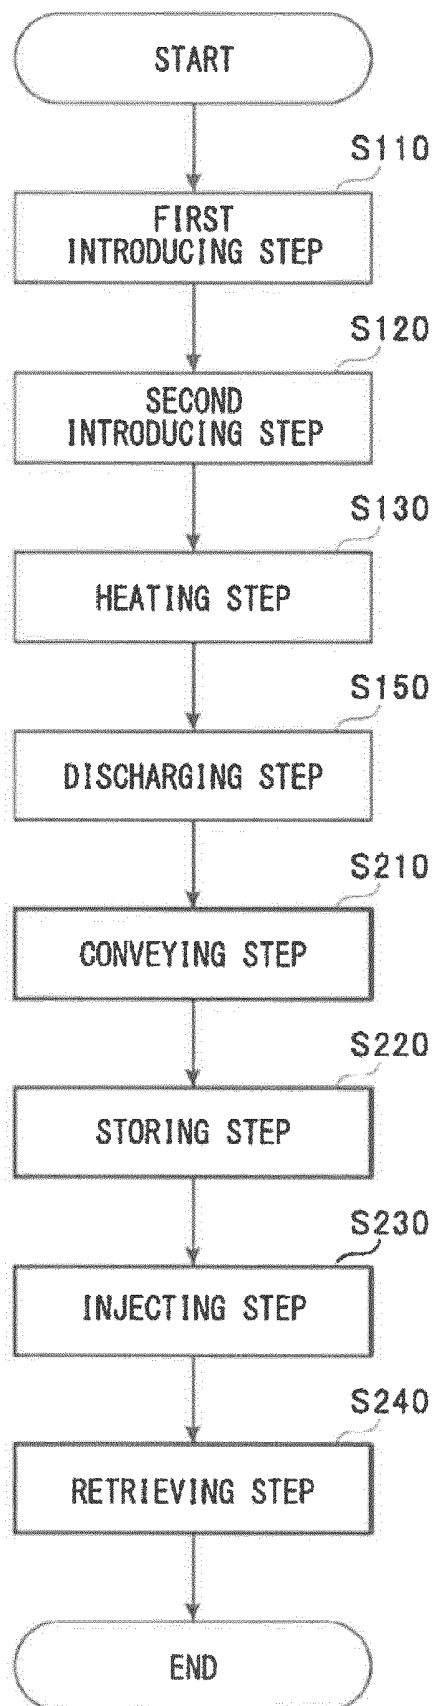 START
S110
FIRST
INTRODUCING STEP
S120
SECOND
INTRODUCING STEP
S130
HEATING STEP
S150
DISCHARGING STEP
S210
CONVEYING STEP
S220
STORING STEP
S230
INJECTING STEP
S240
RETRIEVING STEP
END